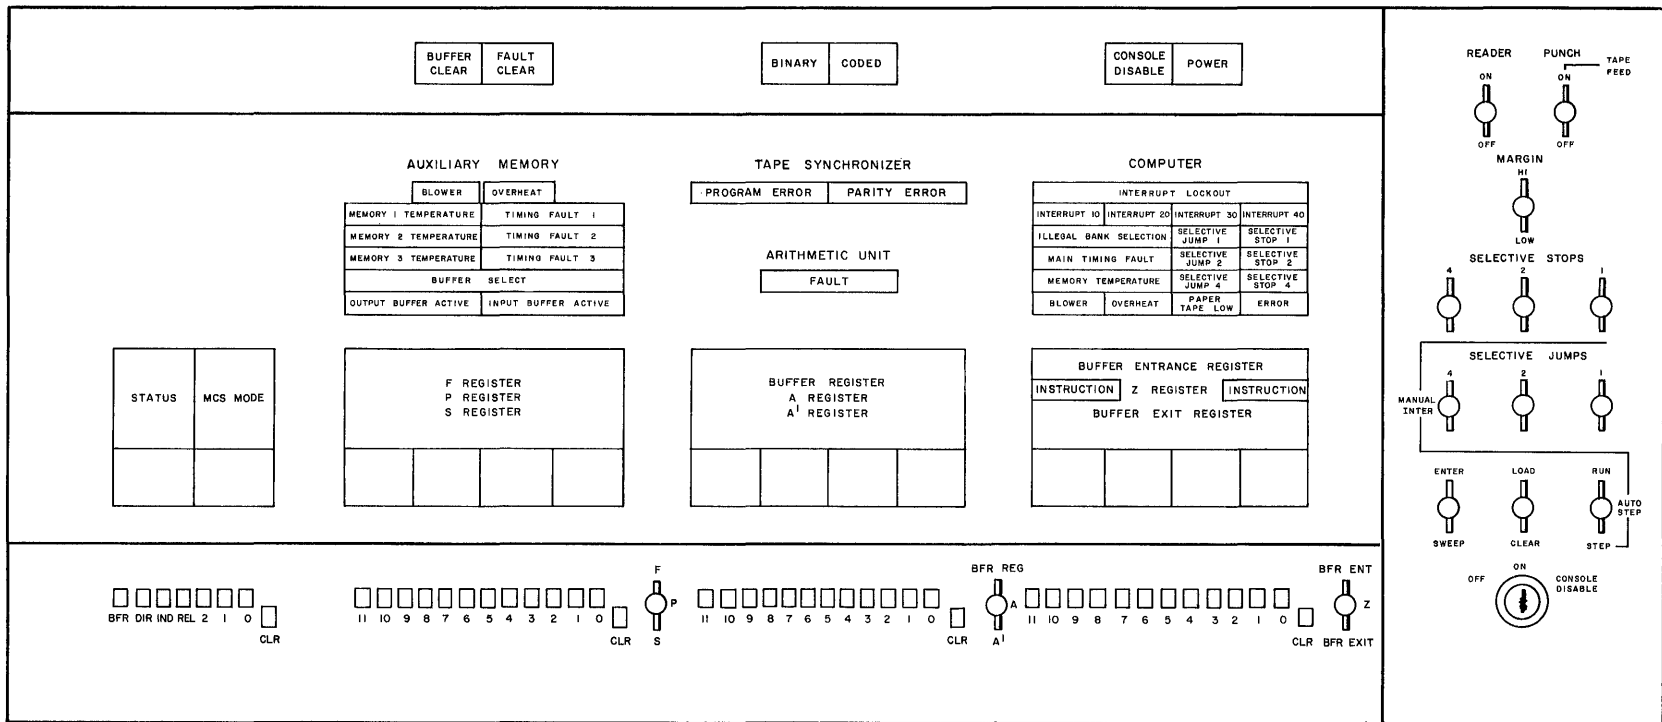 BUFFER CLEAR
FAULT CLEAR
BINARY
CODED
CONSOLE DISABLE
POWER
READER
PUNCH
TAPE FEED
ON
ON
OFF
OFF
AUXILIARY MEMORY
BLOWER
OVERHEAT
MEMORY 1 TEMPERATURE
TIMING FAULT 1
MEMORY 2 TEMPERATURE
TIMING FAULT 2
MEMORY 3 TEMPERATURE
TIMING FAULT 3
BUFFER SELECT
OUTPUT BUFFER ACTIVE
INPUT BUFFER ACTIVE
TAPE SYNCHRONIZER
PROGRAM ERROR
PARITY ERROR
ARITHMETIC UNIT
FAULT
COMPUTER
INTERRUPT LOCKOUT
INTERRUPT 10
INTERRUPT 20
INTERRUPT 30
INTERRUPT 40
ILLEGAL BANK SELECTION
SELECTIVE JUMP 1
SELECTIVE STOP 1
MAIN TIMING FAULT
SELECTIVE JUMP 2
SELECTIVE STOP 2
MEMORY TEMPERATURE
SELECTIVE JUMP 4
SELECTIVE STOP 4
BLOWER
OVERHEAT
PAPER TAPE LOW
ERROR
MARGIN
HI
LOW
SELECTIVE STOPS
4 2 1
STATUS
MCS MODE
F REGISTER
P REGISTER
S REGISTER
BUFFER REGISTER
A REGISTER
A' REGISTER
BUFFER ENTRANCE REGISTER
INSTRUCTION Z REGISTER INSTRUCTION
BUFFER EXIT REGISTER
SELECTIVE JUMPS
4 2 1
MANUAL INTER
ENTER
LOAD
RUN
AUTO STEP
SWEEP
CLEAR
STEP
BFR DIR IND REL 2 1 0
CLR
11 10 9 8 7 6 5 4 3 2 1 0
CLR
F
P
S
11 10 9 8 7 6 5 4 3 2 1 0
CLR
BFR REG
A
A'
11 10 9 8 7 6 5 4 3 2 1 0
CLR
BFR ENT
Z
BFR EXIT
ON
OFF
CONSOLE DISABLE